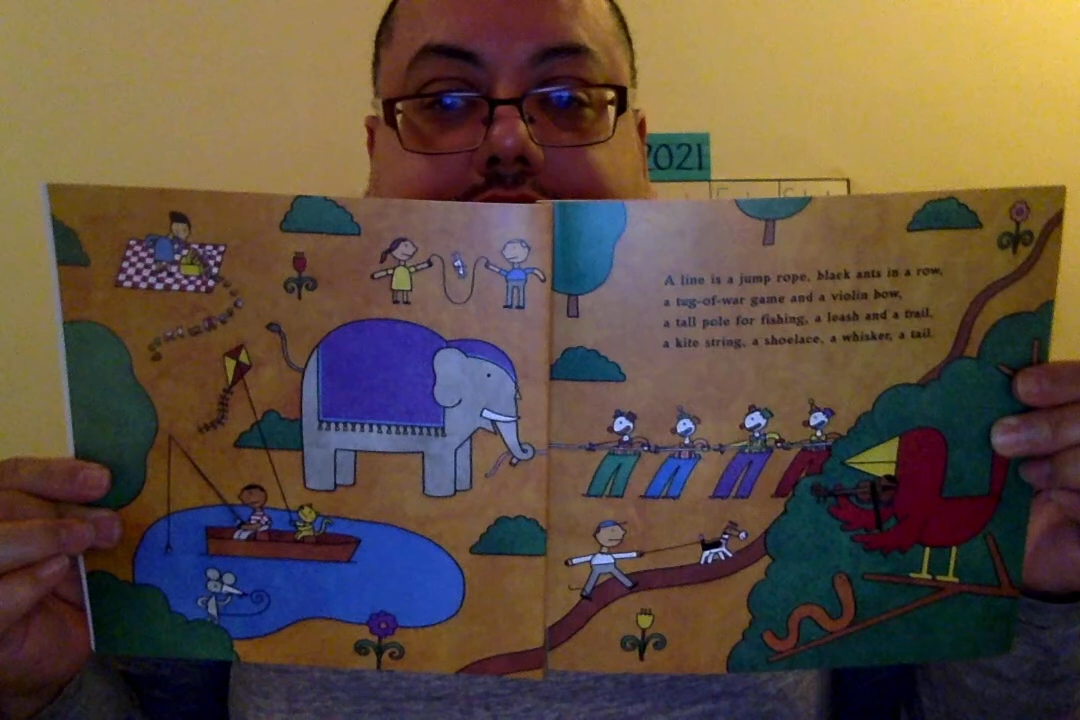 2021
A line is a jump rope, black ants in a row,
a tug-of-war game and a violin bow,
a tall pole for fishing, a leash and a trail,
a kite string, a shoelace, a whisker, a tail.